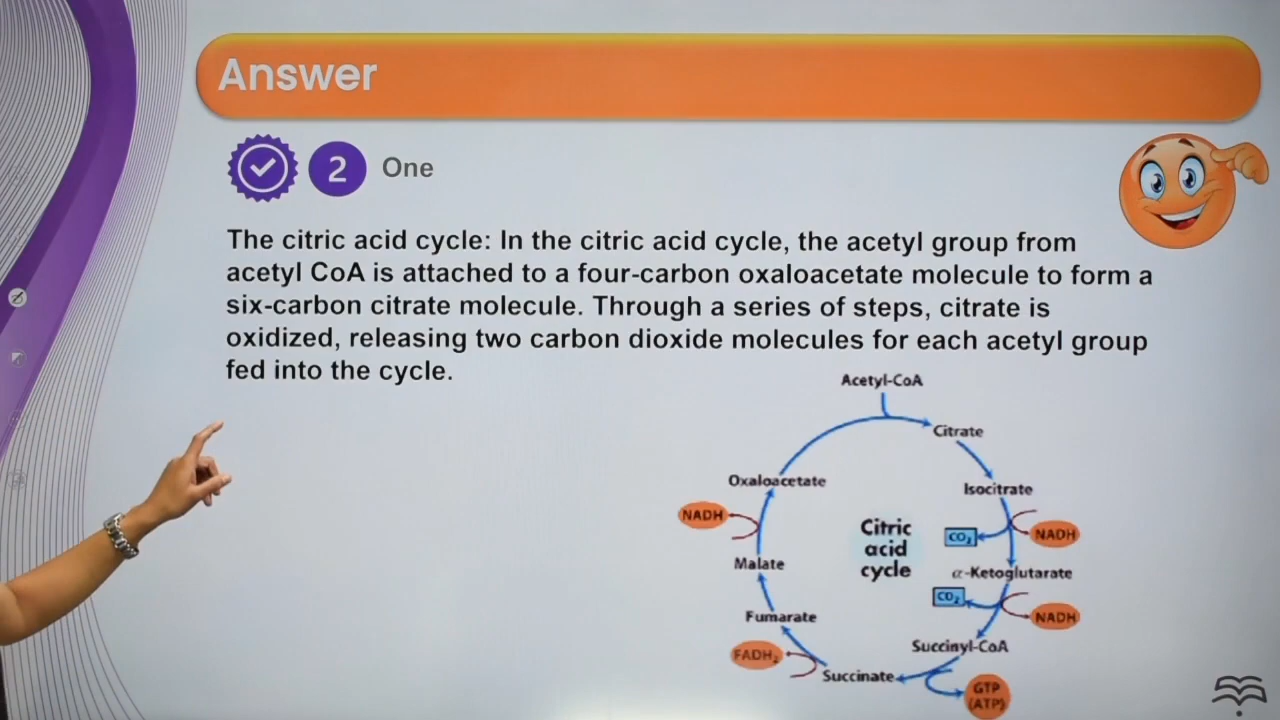 Answer
2 One
The citric acid cycle: In the citric acid cycle, the acetyl group from
acetyl CoA is attached to a four-carbon oxaloacetate molecule to form a
six-carbon citrate molecule. Through a series of steps, citrate is
oxidized, releasing two carbon dioxide molecules for each acetyl group
fed into the cycle.
Acetyl-CoA
Citrate
Oxaloacetate
Isocitrate
NADH
Citric
acid
cycle
CO₂
NADH
Malate
α-Ketoglutarate
CO₂
NADH
Fumarate
FADH₂
Succinyl-CoA
Succinate
GTP
(ATP)